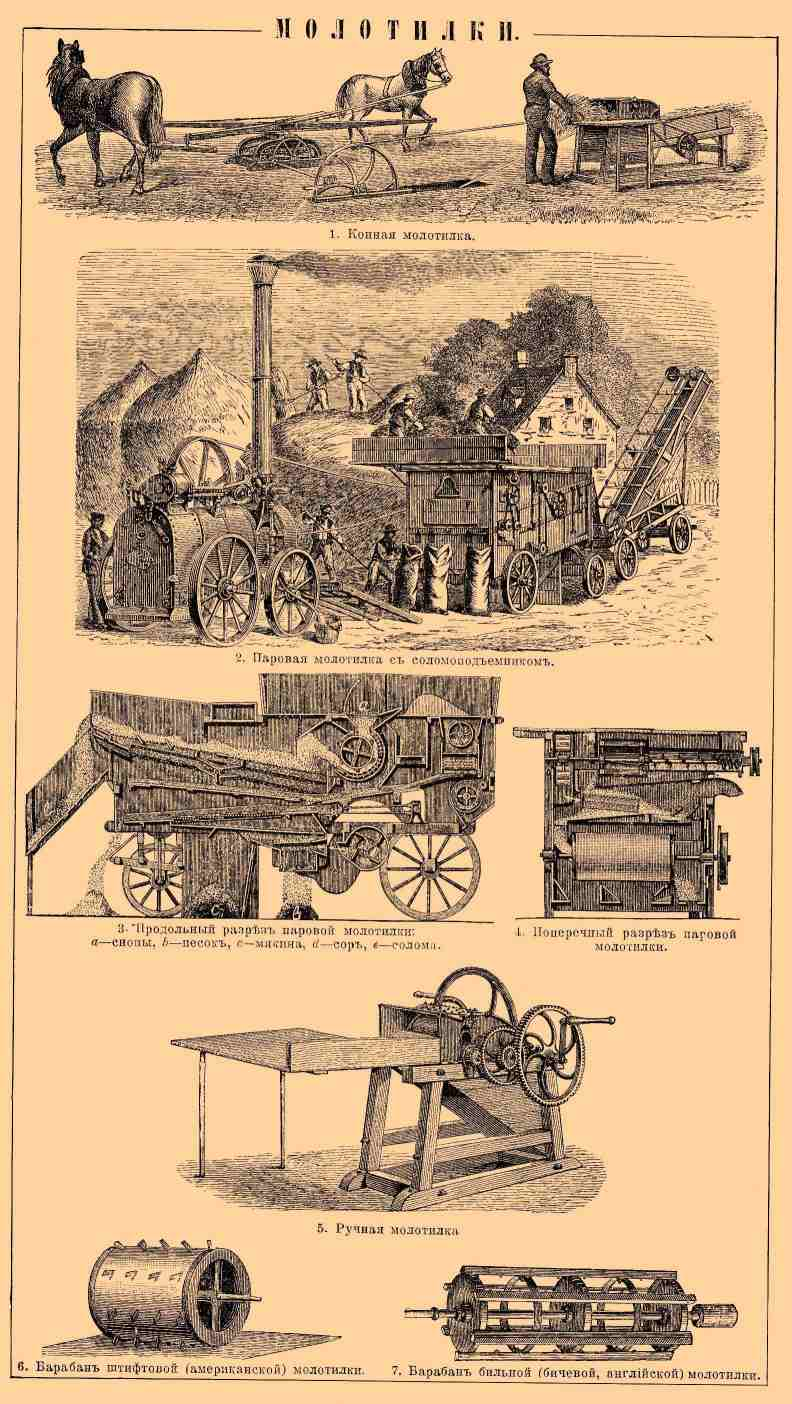 МОЛОТИЛКИ.
1. Конная молотилка.
2. Паровая молотилка съ соломоподъемникомъ.
3. Продольный разрѣзъ паровой молотилки:
a—снопы, b—песокъ, c—мякина, d—соръ, e—солома.
4. Поперечный разрѣзъ паровой
молотилки.
5. Ручная молотилка
6. Барабанъ штифтовой (американской) молотилки.
7. Барабанъ бильной (бичевой, англійской) молотилки.